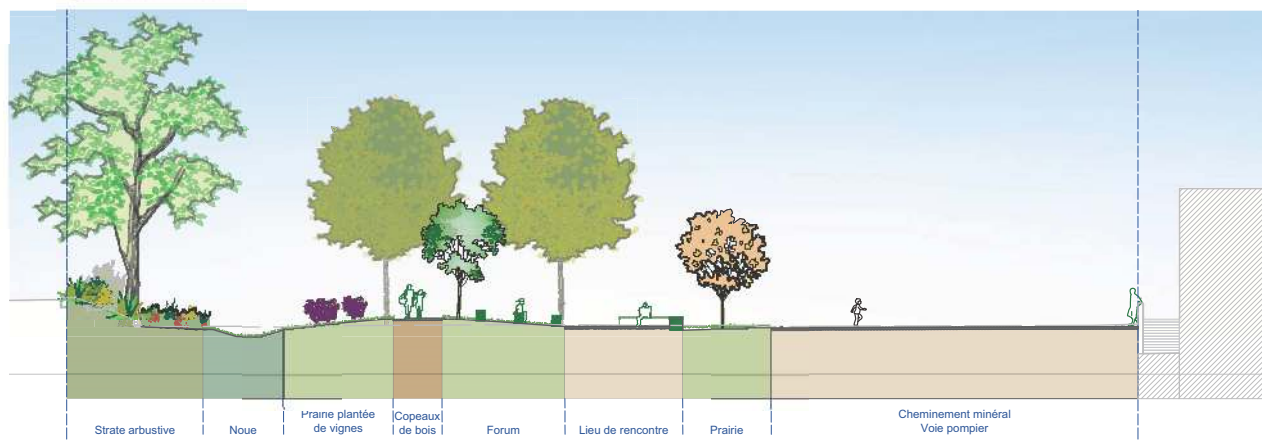 Strate arbustive
Noue
Prairie plantée
de vignes
Copeaux
de bois
Forum
Lieu de rencontre
Prairie
Cheminement minéral
Voie pompier